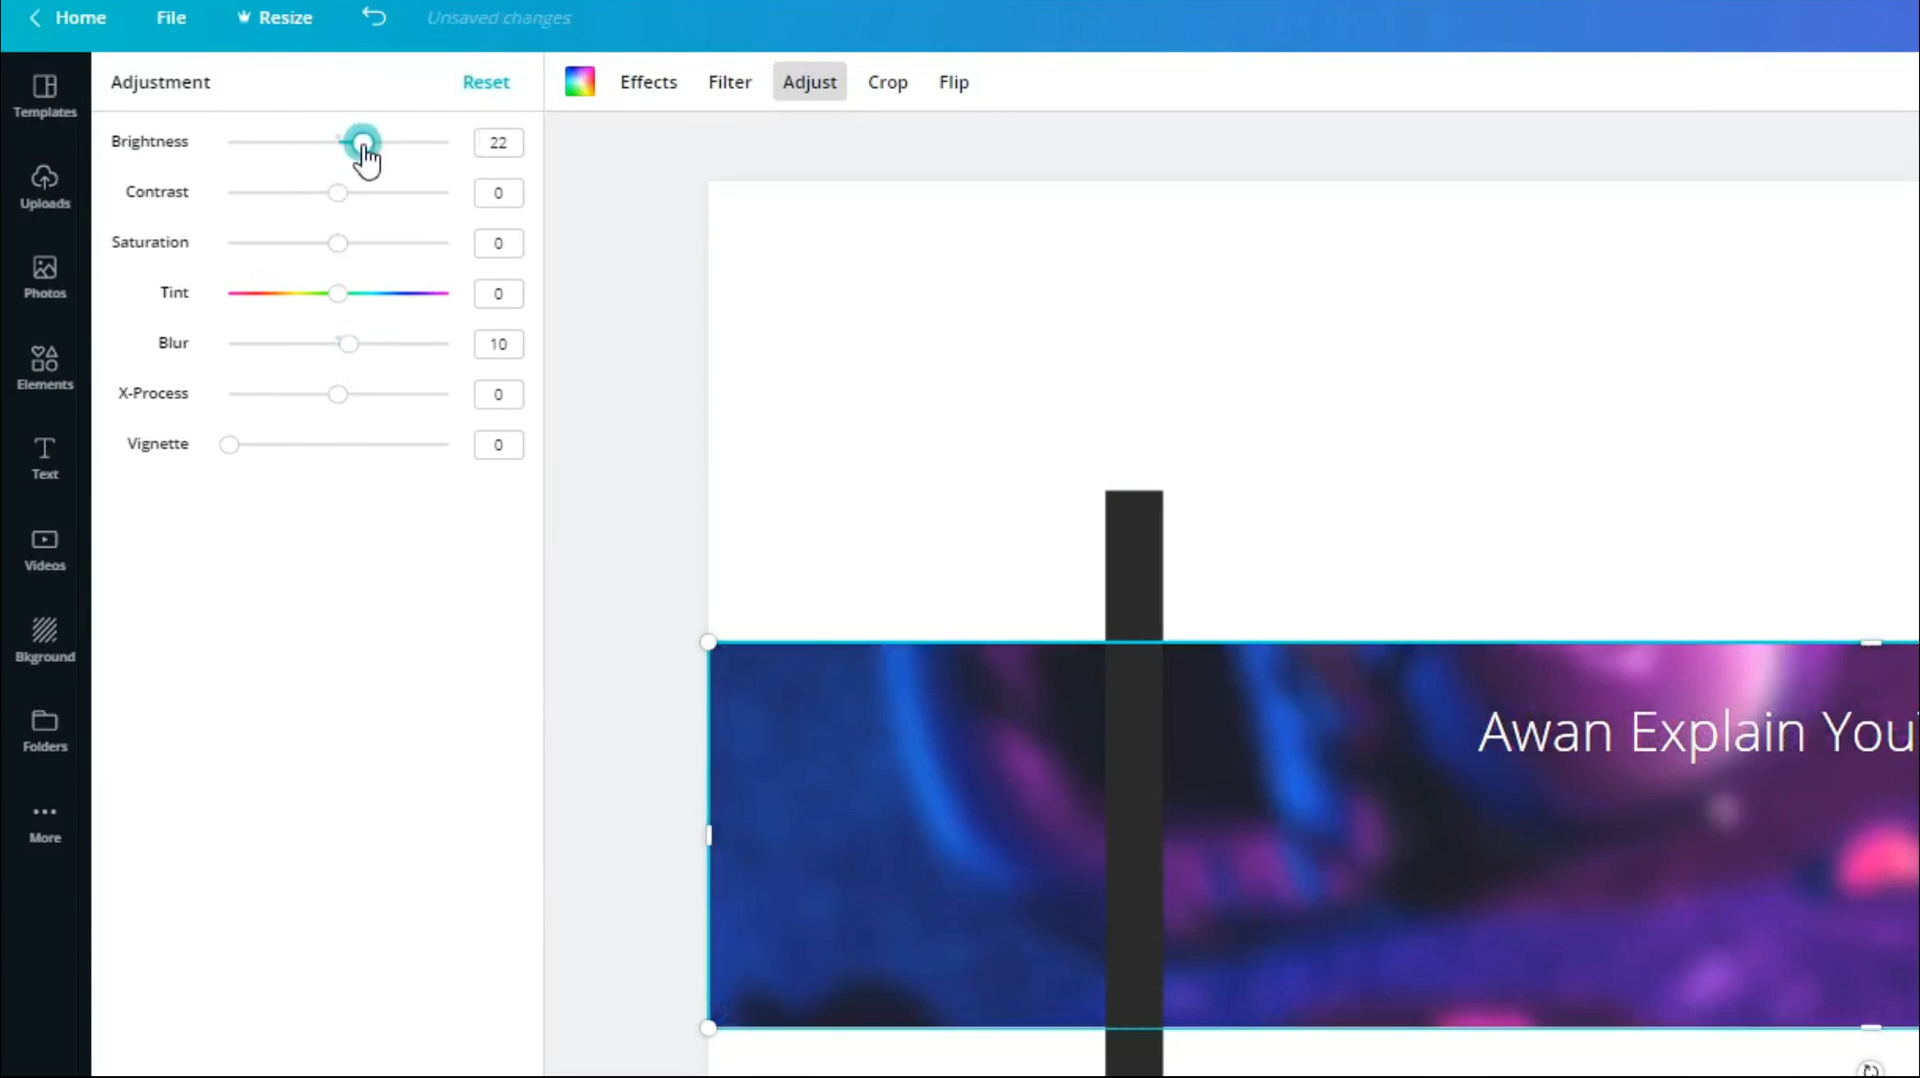 Home File Resize Unsaved changes
Adjustment Reset
Effects Filter Adjust Crop Flip
Templates
Uploads
Photos
Elements
Text
Videos
Bkground
Folders
More
Brightness 22
Contrast 0
Saturation 0
Tint 0
Blur 10
X-Process 0
Vignette 0
Awan Explain You